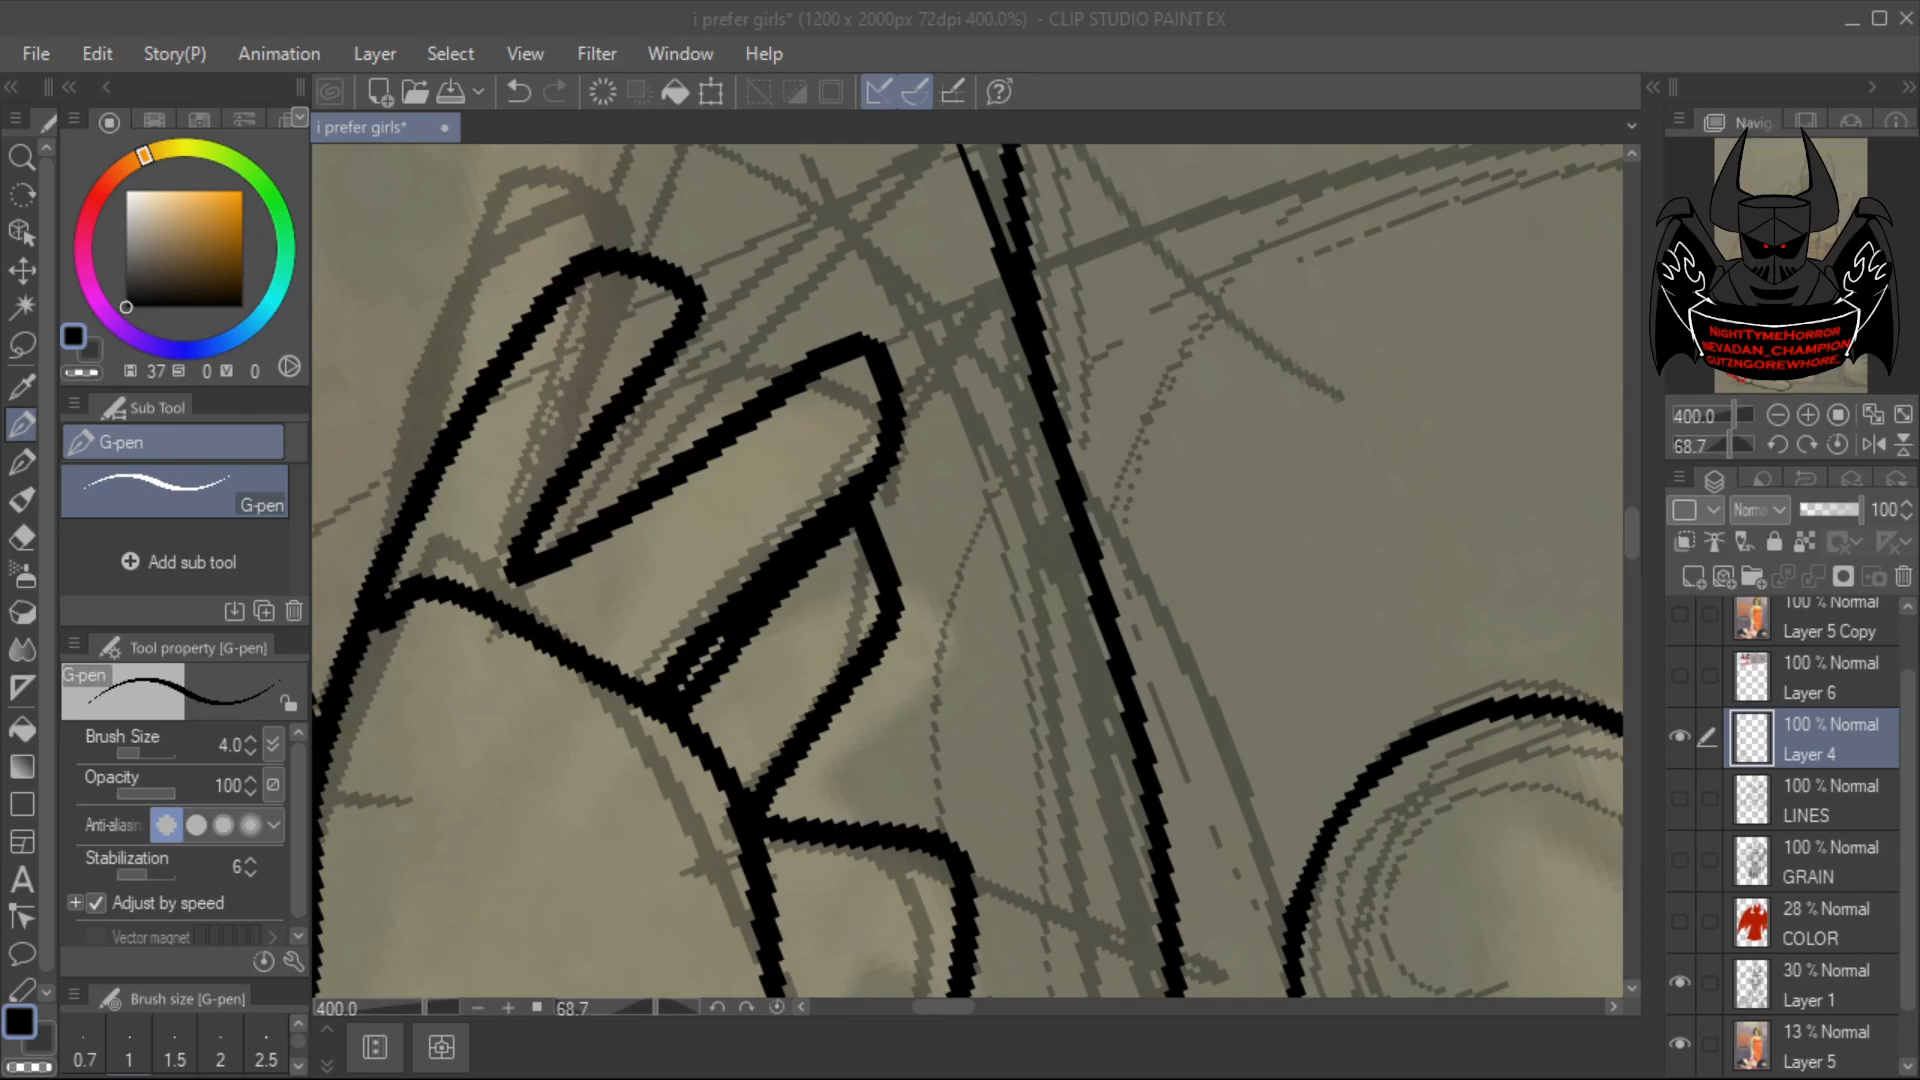 i prefer girls* (1200 x 2000px 72dpi 400.0%) - CLIP STUDIO PAINT EX
File Edit Story(P) Animation Layer Select View Filter Window Help
i prefer girls*
Navig
NightTymeHorror
Nevadan_Champion
GutzNGoreWhore
H 37 S 0 V 0
Sub Tool
G-pen
G-pen
Add sub tool
Tool property [G-pen]
G-pen
Brush Size 4.0
Opacity 100
Anti-aliasin
Stabilization 6
Adjust by speed
Vector magnet
Brush size [G-pen]
0.7 1 1.5 2 2.5
400.0 68.7
400.0
68.7
Norma 100
100 % Normal
Layer 5 Copy
100 % Normal
Layer 6
100 % Normal
Layer 4
100 % Normal
LINES
100 % Normal
GRAIN
28 % Normal
COLOR
30 % Normal
Layer 1
13 % Normal
Layer 5